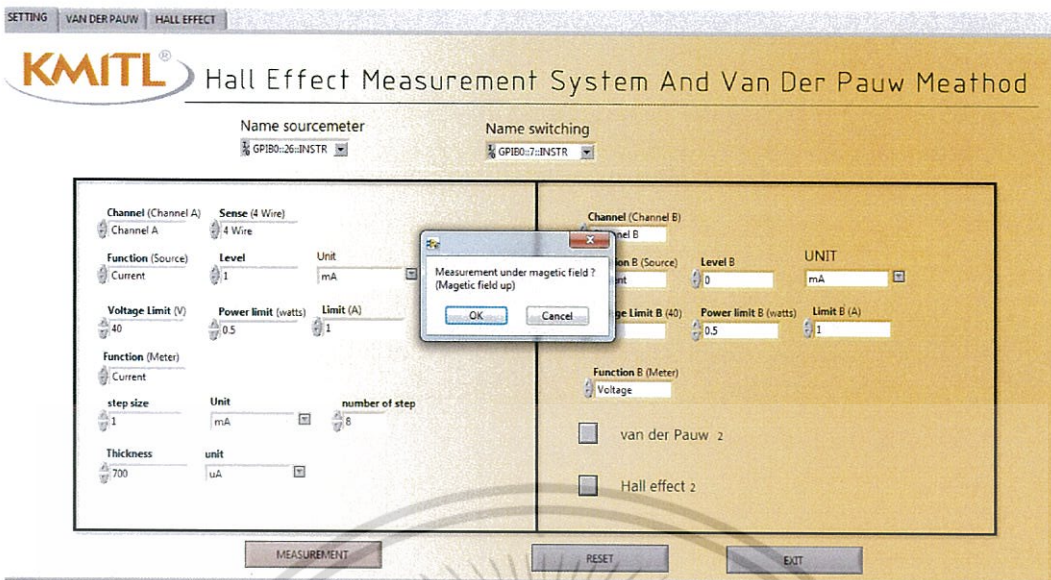 SETTING VAN DER PAUW HALL EFFECT
KMITL®
Hall Effect Measurement System And Van Der Pauw Meathod
Name sourcemeter Name switching
GPIB0::26::INSTR GPIB0::7::INSTR
Channel (Channel A) Sense (4 Wire)
Channel A 4 Wire
Function (Source) Level Unit
Current 1 mA
Voltage Limit (V) Power limit (watts) Limit (A)
40 0.5 1
Function (Meter)
Current
step size Unit number of step
1 mA 8
Thickness unit
700 uA
Measurement under magetic field ?
(Magetic field up)
OK Cancel
Channel (Channel B)
B
B (Source) Level B UNIT
0 mA
Limit B (40) Power limit B (watts) Limit B (A)
0.5 1
Function B (Meter)
Voltage
van der Pauw 2
Hall effect 2
MEASUREMENT RESET EXIT